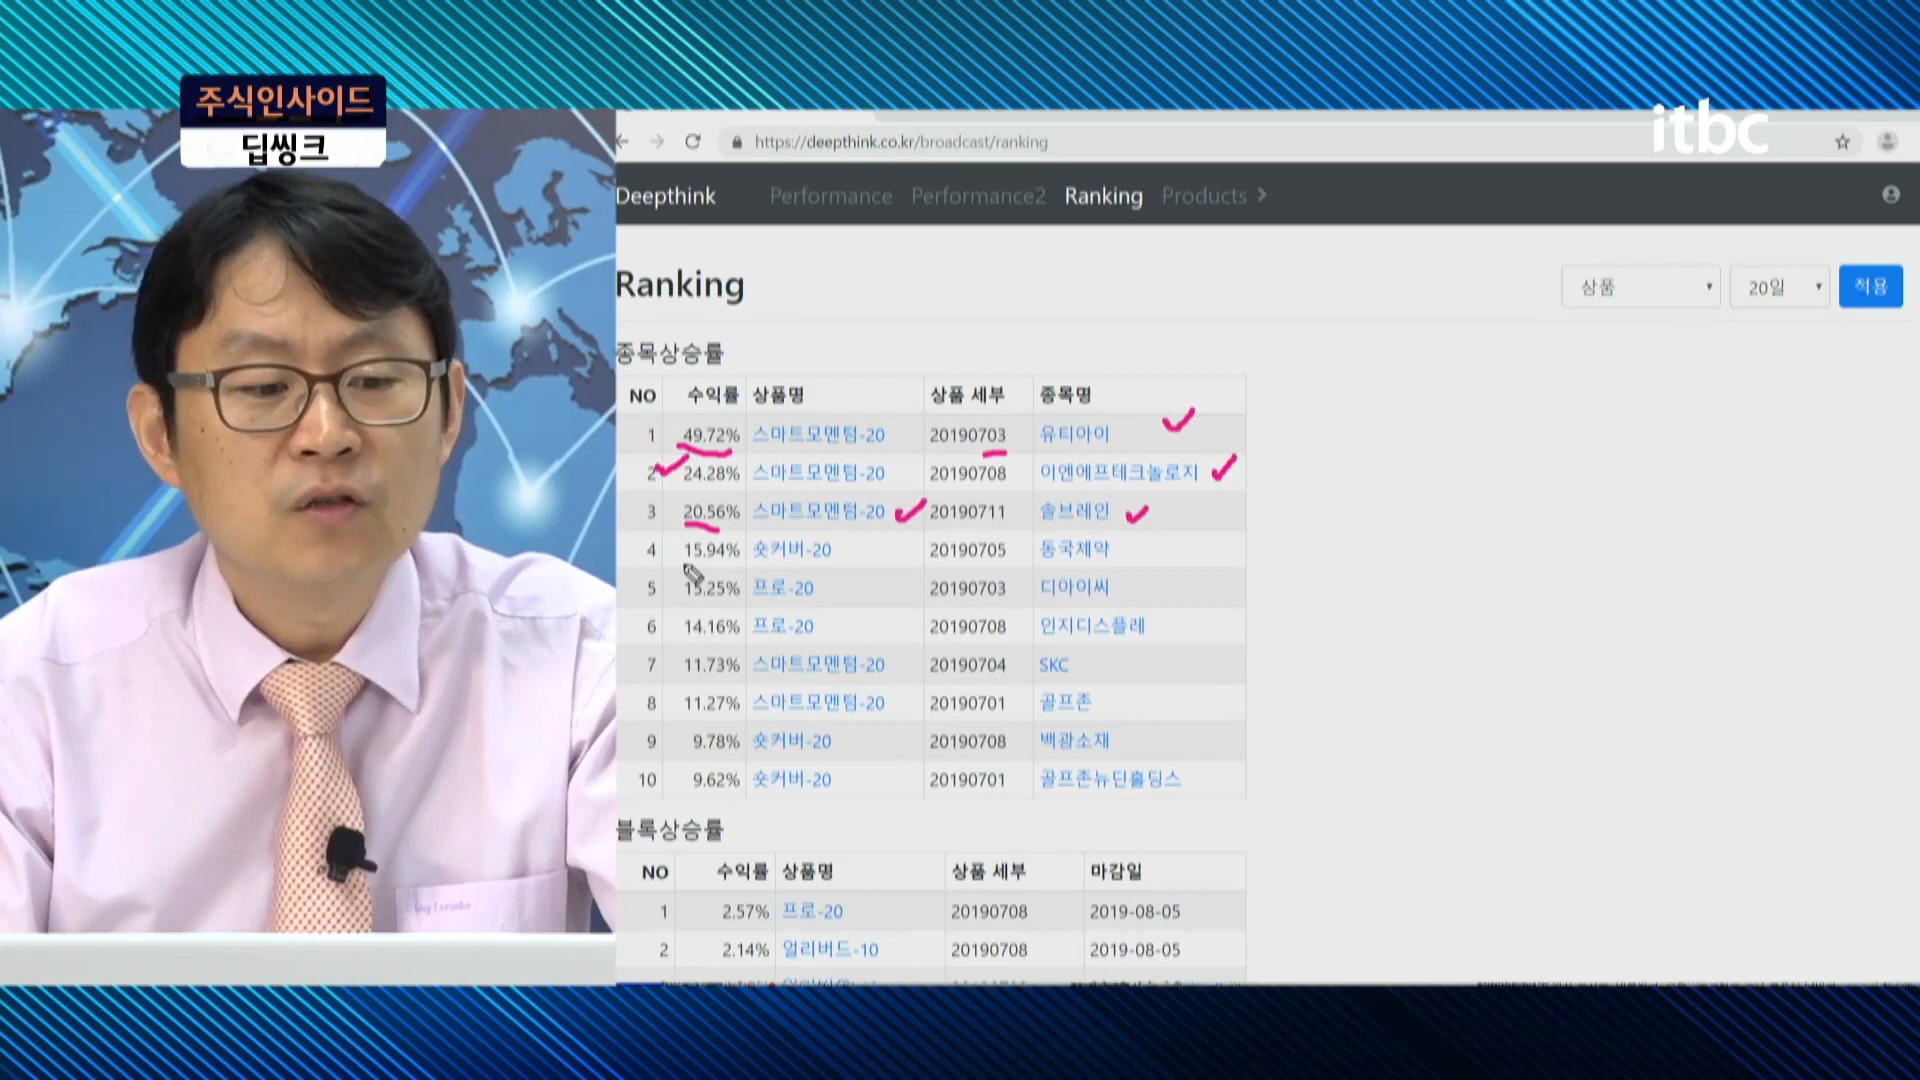 주식인사이드
딥씽크
itbc
https://deepthink.co.kr/broadcast/ranking
Deepthink Performance Performance2 Ranking Products
Ranking
상품 20일 적용
종목상승률
NO 수익률 상품명 상품 세부 종목명
1 49.72% 스마트모멘텀-20 20190703 유티아이
2 24.28% 스마트모멘텀-20 20190708 이엔에프테크놀로지
3 20.56% 스마트모멘텀-20 20190711 솔브레인
4 15.94% 숏커버-20 20190705 동국제약
5 15.25% 프로-20 20190703 디아이씨
6 14.16% 프로-20 20190708 인지디스플레
7 11.73% 스마트모멘텀-20 20190704 SKC
8 11.27% 스마트모멘텀-20 20190701 골프존
9 9.78% 숏커버-20 20190708 백광소재
10 9.62% 숏커버-20 20190701 골프존뉴딘홀딩스
블록상승률
NO 수익률 상품명 상품 세부 마감일
1 2.57% 프로-20 20190708 2019-08-05
2 2.14% 얼리버드-10 20190708 2019-08-05